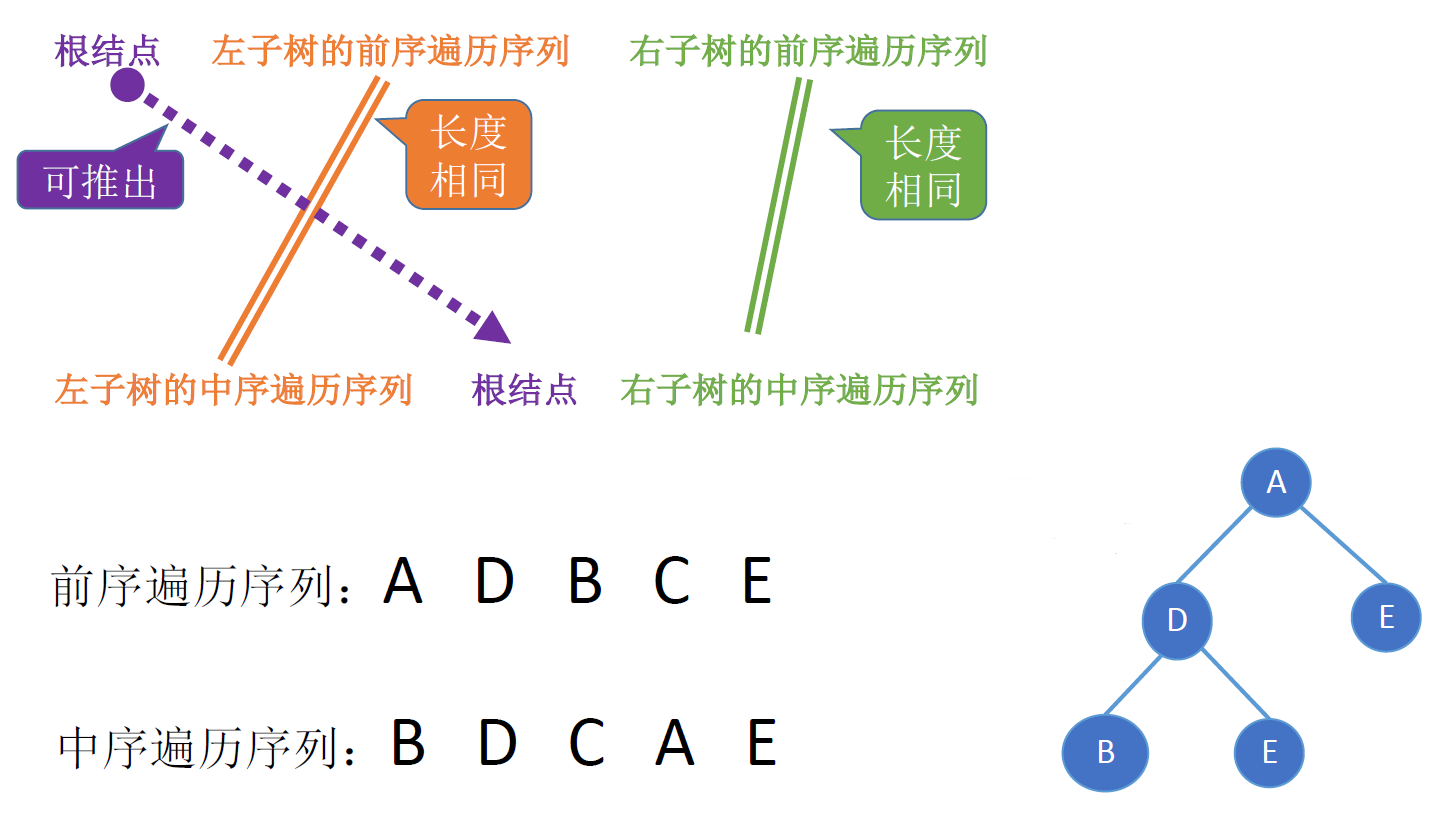 根结点 左子树的前序遍历序列 右子树的前序遍历序列
可推出
长度
相同
长度
相同
左子树的中序遍历序列 根结点 右子树的中序遍历序列
前序遍历序列: A D B C E
中序遍历序列: B D C A E
A
D E
B E